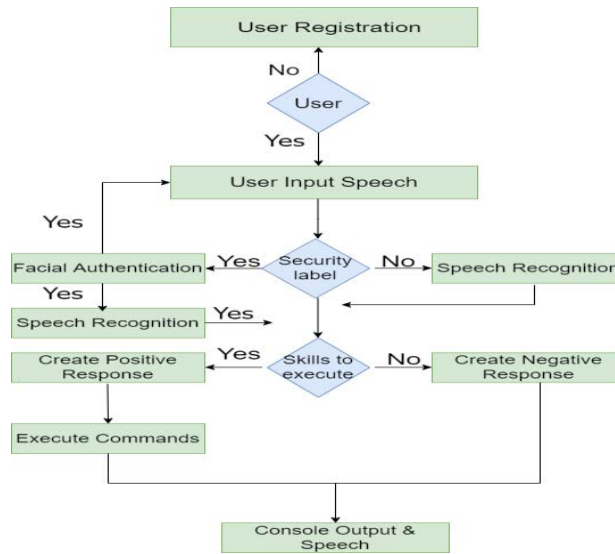 User Registration
No
User
Yes
User Input Speech
Yes
Facial Authentication
Yes
Security
label
No
Speech Recognition
Yes
Speech Recognition
Yes
Create Positive
Response
Yes
Skills to
execute
No
Create Negative
Response
Execute Commands
Console Output &
Speech